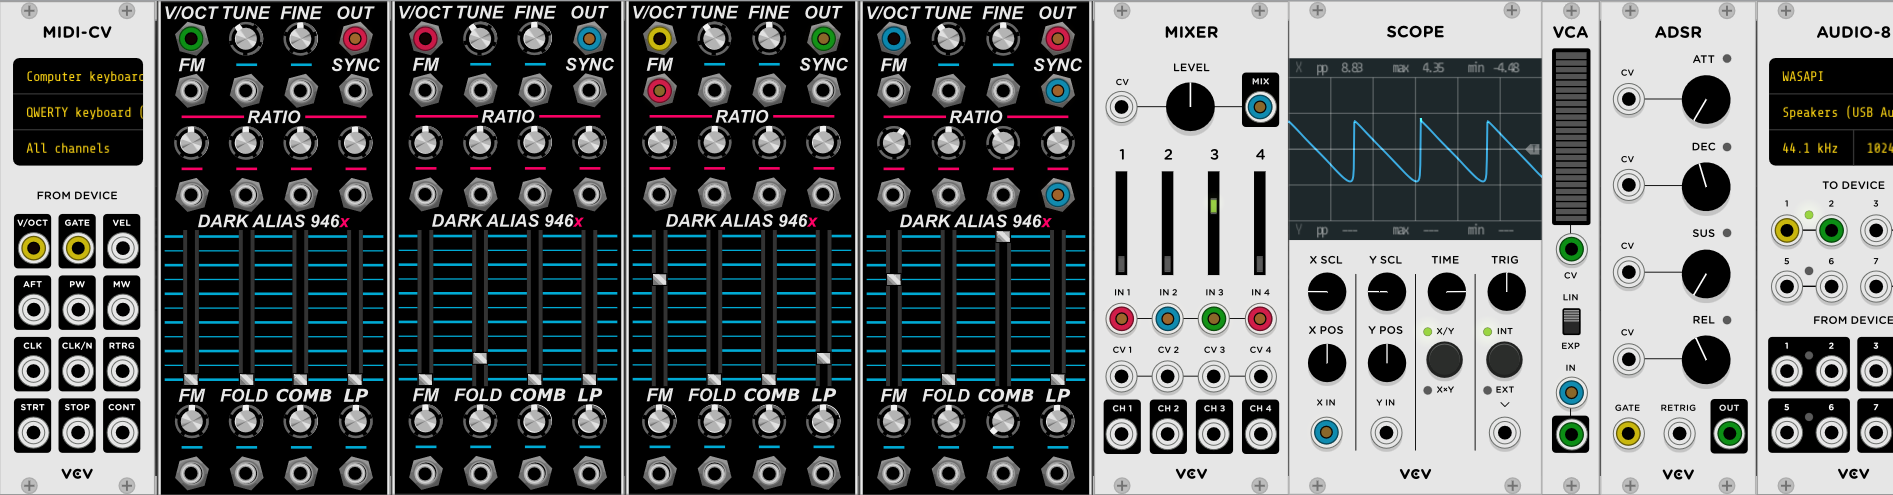 MIDI-CV
Computer keyboard
QWERTY keyboard (
All channels
FROM DEVICE
V/OCT GATE VEL
AFT PW MW
CLK CLK/N RTRG
STRT STOP CONT
VCV
V/OCT TUNE FINE OUT
FM SYNC
RATIO
DARK ALIAS 946x
FM FOLD COMB LP
V/OCT TUNE FINE OUT
FM SYNC
RATIO
DARK ALIAS 946x
FM FOLD COMB LP
V/OCT TUNE FINE OUT
FM SYNC
RATIO
DARK ALIAS 946x
FM FOLD COMB LP
V/OCT TUNE FINE OUT
FM SYNC
RATIO
DARK ALIAS 946x
FM FOLD COMB LP
MIXER
LEVEL
CV MIX
1 2 3 4
IN 1 IN 2 IN 3 IN 4
CV 1 CV 2 CV 3 CV 4
CH 1 CH 2 CH 3 CH 4
VCV
SCOPE
X pp 8.83 max 4.35 min -4.48
T
Y pp --- max --- min ---
X SCL Y SCL TIME TRIG
X POS Y POS X/Y INT
X×Y EXT
X IN Y IN
VCV
VCA
CV
LIN
EXP
IN
ADSR
ATT
CV
DEC
CV
SUS
CV
REL
CV
GATE RETRIG OUT
VCV
AUDIO-8
WASAPI
Speakers (USB Au
44.1 kHz 1024
TO DEVICE
1 2 3
5 6 7
FROM DEVICE
1 2 3
5 6 7
VCV